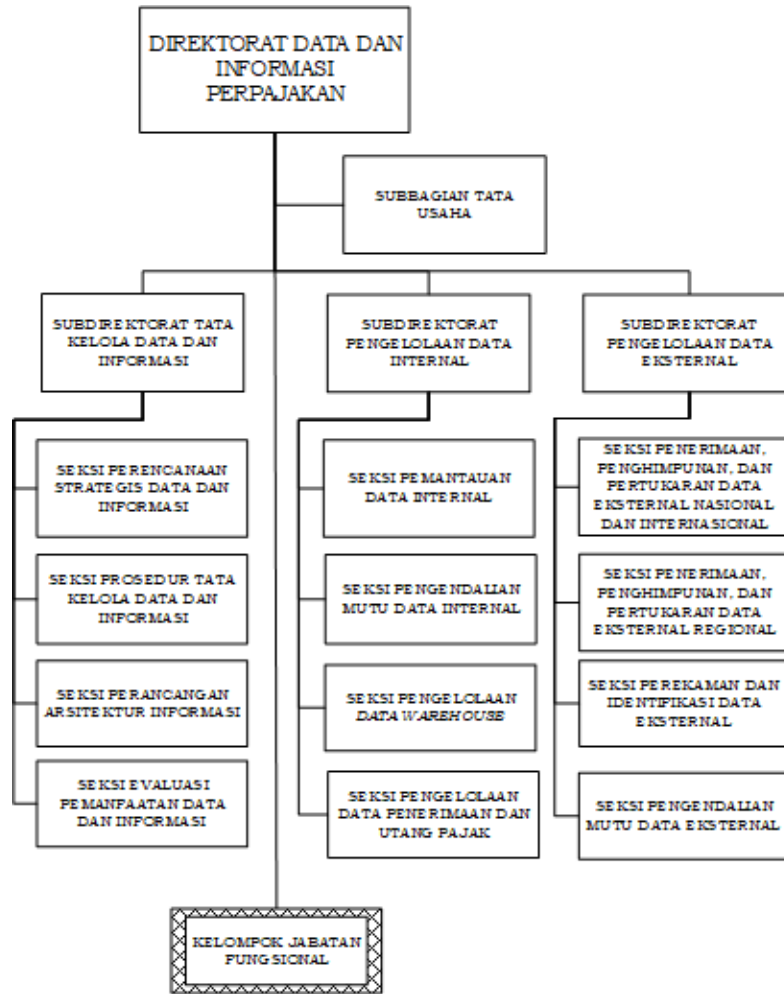 DIREKTORAT DATA DAN
INFORMASI
PERPAJAKAN
SUBBAGIAN TATA
USAHA
SUBDIREKTORAT TATA
KELOLA DATA DAN
INFORMASI
SUBDIREKTORAT
PENGELOLAAN DATA
INTERNAL
SUBDIREKTORAT
PENGELOLAAN DATA
EKSTERNAL
SEKSI PERENCANAAN
STRATEGIS DATA DAN
INFORMASI
SEKSI PROSEDUR TATA
KELOLA DATA DAN
INFORMASI
SEKSI PERANCANGAN
ARSITEKTUR INFORMASI
SEKSI EVALUASI
PEMANFAATAN DATA
DAN INFORMASI
SEKSI PEMANTAUAN
DATA INTERNAL
SEKSI PENGENDALIAN
MUTU DATA INTERNAL
SEKSI PENGELOLAAN
DATA WAREHOUSE
SEKSI PENGELOLAAN
DATA PENERIMAAN DAN
UTANG PAJAK
SEKSI PENERIMAAN,
PENGHIMPUNAN, DAN
PERTUKARAN DATA
EKSTERNAL NASIONAL
DAN INTERNASIONAL
SEKSI PENERIMAAN,
PENGHIMPUNAN, DAN
PERTUKARAN DATA
EKSTERNAL REGIONAL
SEKSI PEREKAMAN DAN
IDENTIFIKASI DATA
EKSTERNAL
SEKSI PENGENDALIAN
MUTU DATA EKSTERNAL
KELOMPOK JABATAN
FUNGSIONAL